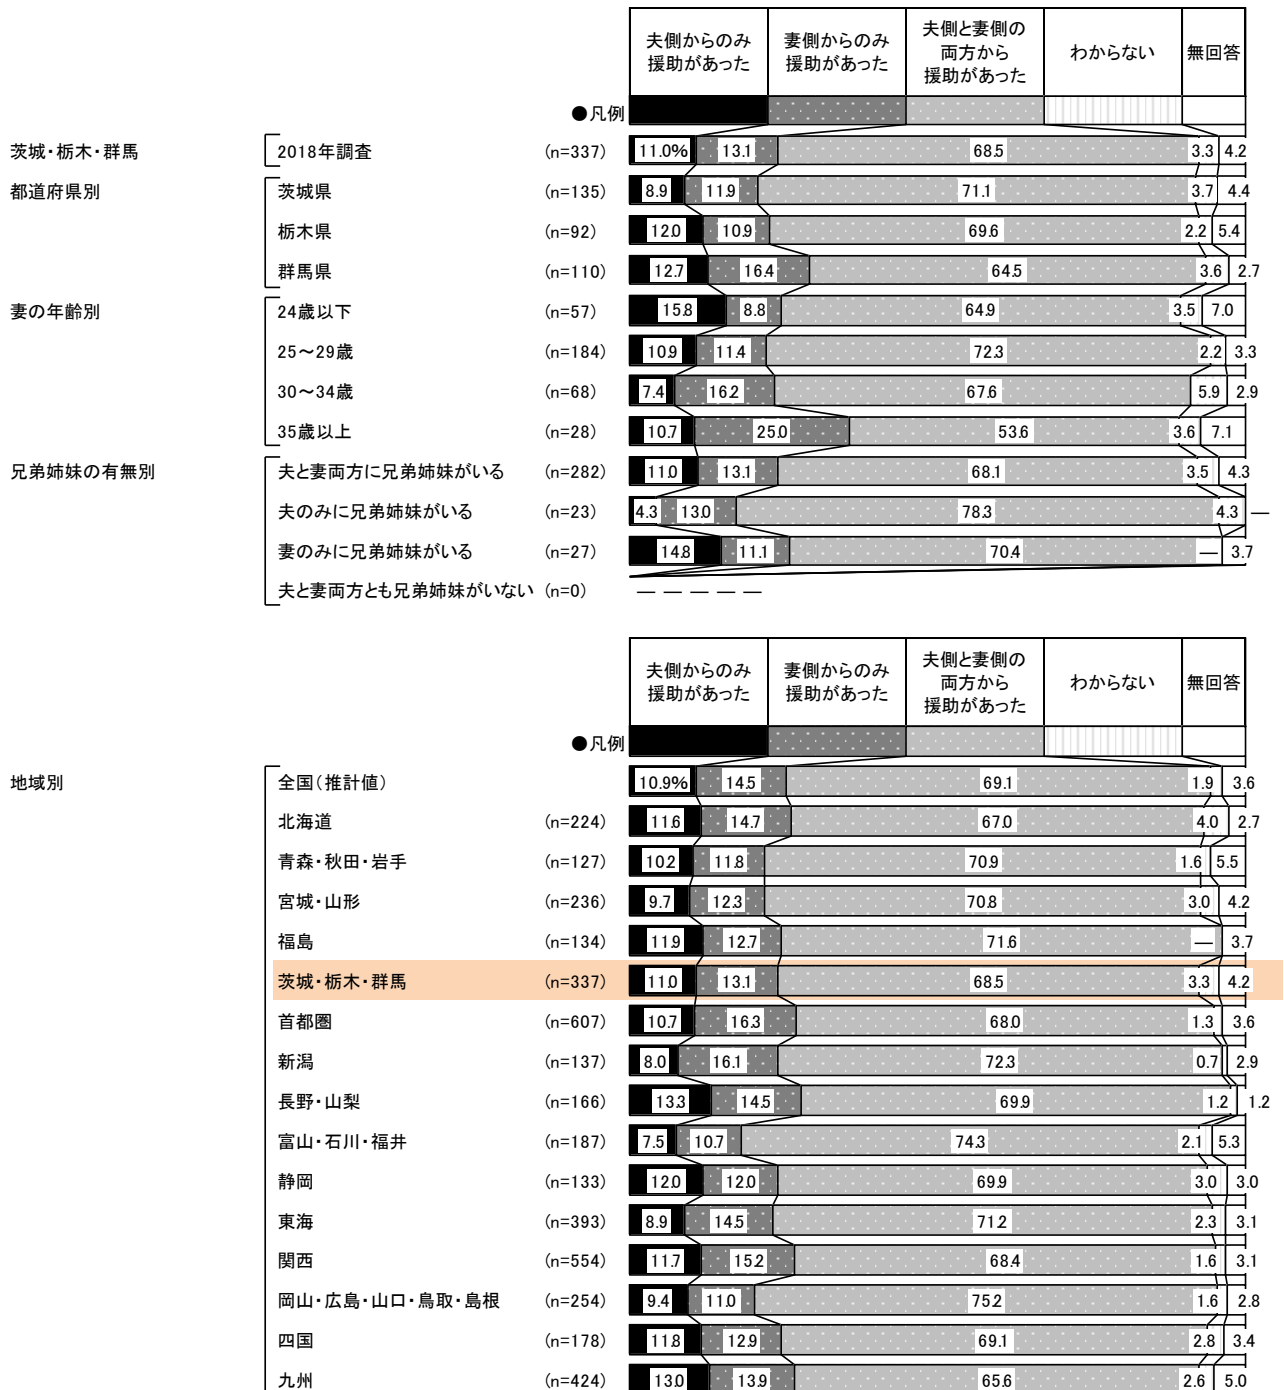 夫側からのみ
援助があった
妻側からのみ
援助があった
夫側と妻側の
両方から
援助があった
わからない
無回答
●凡例
茨城・栃木・群馬 2018年調査 (n=337) 11.0% 13.1 68.5 3.3 4.2
都道府県別 茨城県 (n=135) 8.9 11.9 71.1 3.7 4.4
栃木県 (n=92) 12.0 10.9 69.6 2.2 5.4
群馬県 (n=110) 12.7 16.4 64.5 3.6 2.7
妻の年齢別 24歳以下 (n=57) 15.8 8.8 64.9 3.5 7.0
25～29歳 (n=184) 10.9 11.4 72.3 2.2 3.3
30～34歳 (n=68) 7.4 16.2 67.6 5.9 2.9
35歳以上 (n=28) 10.7 25.0 53.6 3.6 7.1
兄弟姉妹の有無別 夫と妻両方に兄弟姉妹がいる (n=282) 11.0 13.1 68.1 3.5 4.3
夫のみに兄弟姉妹がいる (n=23) 4.3 13.0 78.3 4.3 —
妻のみに兄弟姉妹がいる (n=27) 14.8 11.1 70.4 — 3.7
夫と妻両方とも兄弟姉妹がいない (n=0) — — — — —
夫側からのみ
援助があった
妻側からのみ
援助があった
夫側と妻側の
両方から
援助があった
わからない
無回答
●凡例
地域別 全国(推計値) 10.9% 14.5 69.1 1.9 3.6
北海道 (n=224) 11.6 14.7 67.0 4.0 2.7
青森・秋田・岩手 (n=127) 10.2 11.8 70.9 1.6 5.5
宮城・山形 (n=236) 9.7 12.3 70.8 3.0 4.2
福島 (n=134) 11.9 12.7 71.6 — 3.7
茨城・栃木・群馬 (n=337) 11.0 13.1 68.5 3.3 4.2
首都圏 (n=607) 10.7 16.3 68.0 1.3 3.6
新潟 (n=137) 8.0 16.1 72.3 0.7 2.9
長野・山梨 (n=166) 13.3 14.5 69.9 1.2 1.2
富山・石川・福井 (n=187) 7.5 10.7 74.3 2.1 5.3
静岡 (n=133) 12.0 12.0 69.9 3.0 3.0
東海 (n=393) 8.9 14.5 71.2 2.3 3.1
関西 (n=554) 11.7 15.2 68.4 1.6 3.1
岡山・広島・山口・鳥取・島根 (n=254) 9.4 11.0 75.2 1.6 2.8
四国 (n=178) 11.8 12.9 69.1 2.8 3.4
九州 (n=424) 13.0 13.9 65.6 2.6 5.0